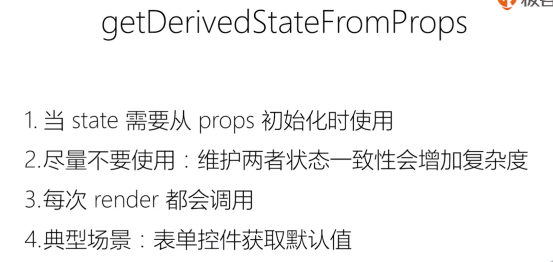 getDerivedStateFromProps
1. 当 state 需要从 props 初始化时使用
2.尽量不要使用：维护两者状态一致性会增加复杂度
3.每次 render 都会调用
4.典型场景：表单控件获取默认值